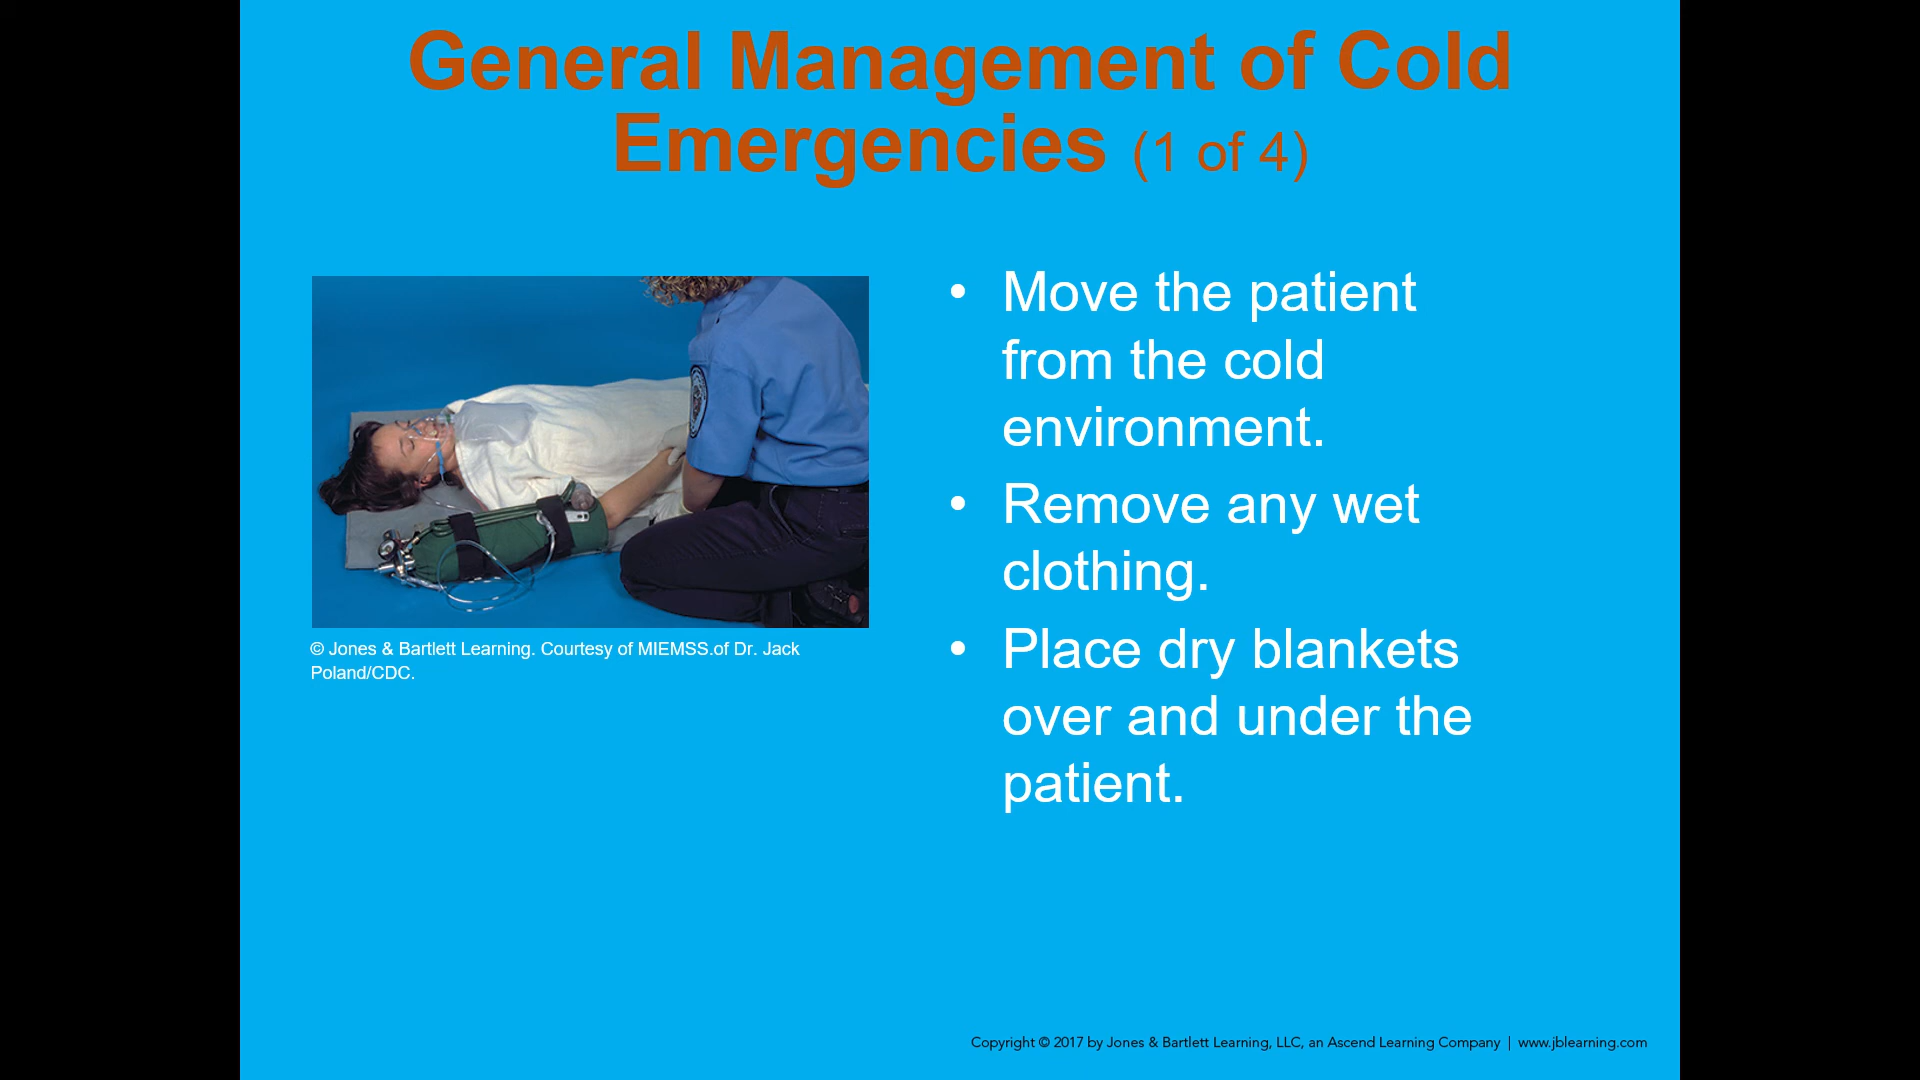 General Management of Cold
Emergencies (1 of 4)
• Move the patient
from the cold
environment.
• Remove any wet
clothing.
• Place dry blankets
over and under the
patient.
© Jones & Bartlett Learning. Courtesy of MIEMSS.of Dr. Jack
Poland/CDC.
Copyright © 2017 by Jones & Bartlett Learning, LLC, an Ascend Learning Company | www.jblearning.com